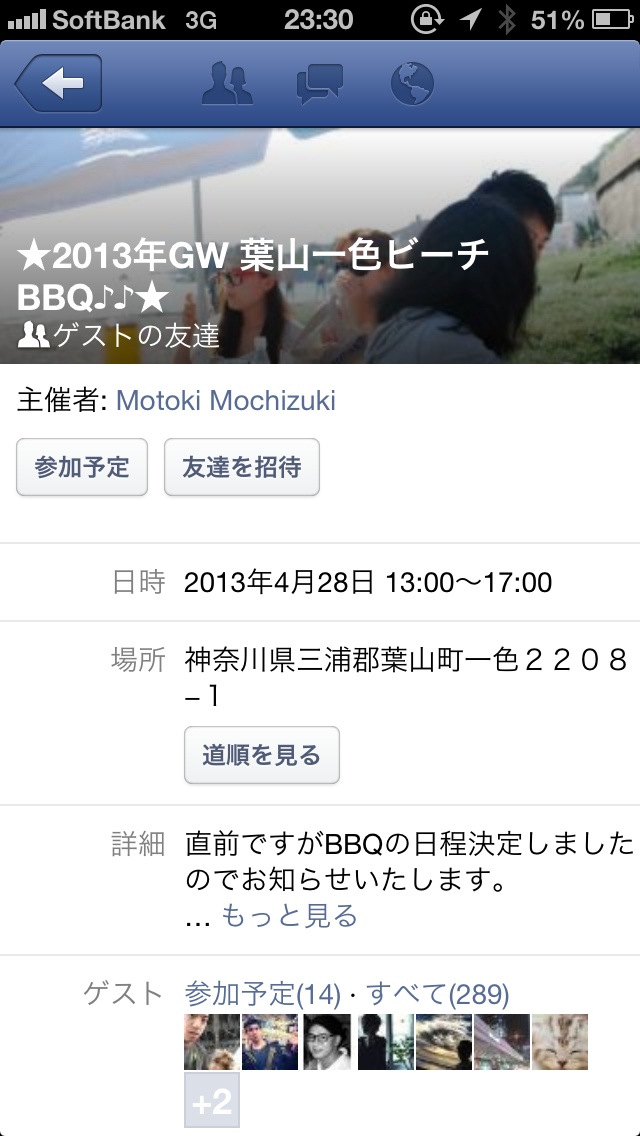 SoftBank 3G 23:30 51%
★2013年GW 葉山一色ビーチ
BBQ♪♪★
ゲストの友達
主催者: Motoki Mochizuki
参加予定 友達を招待
日時 2013年4月28日 13:00〜17:00
場所 神奈川県三浦郡葉山町一色２２０８
−１
道順を見る
詳細 直前ですがBBQの日程決定しました
のでお知らせいたします。
... もっと見る
ゲスト 参加予定(14) · すべて(289)
+2